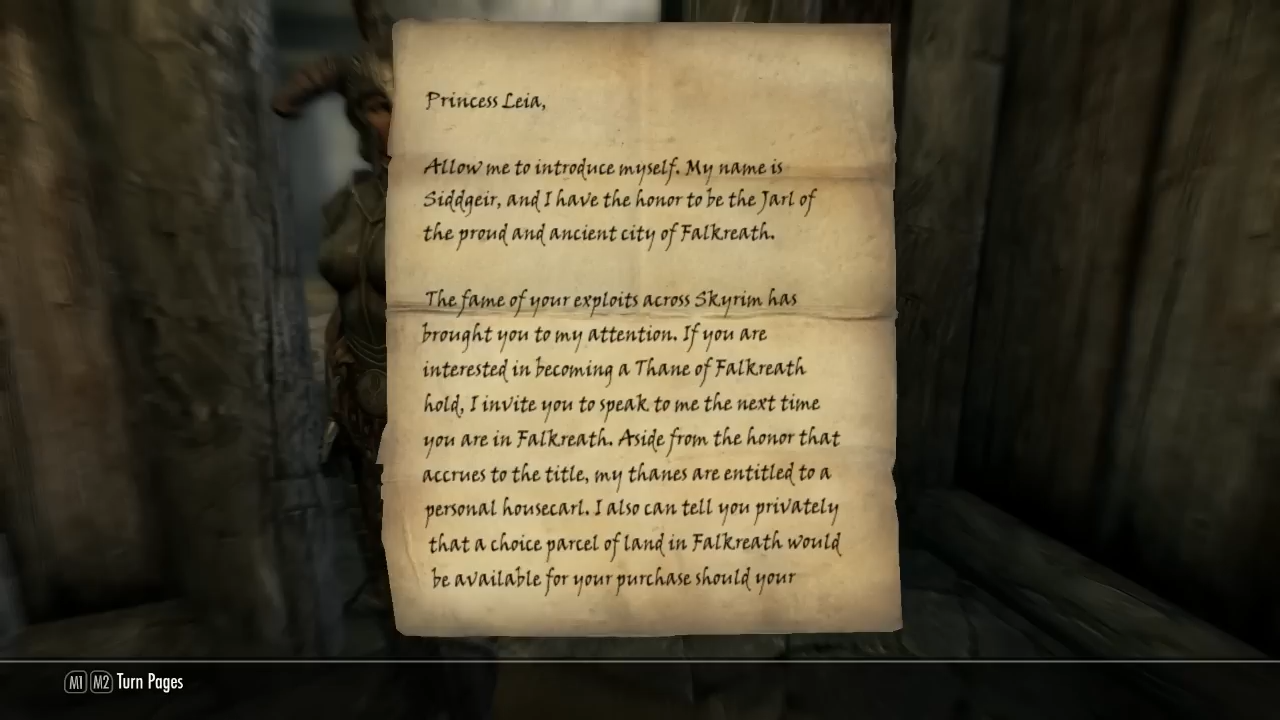 Princess Leia,
Allow me to introduce myself. My name is
Siddgeir, and I have the honor to be the Jarl of
the proud and ancient city of Falkreath.
The fame of your exploits across Skyrim has
brought you to my attention. If you are
interested in becoming a Thane of Falkreath
hold, I invite you to speak to me the next time
you are in Falkreath. Aside from the honor that
accrues to the title, my thanes are entitled to a
personal housecarl. I also can tell you privately
that a choice parcel of land in Falkreath would
be available for your purchase should your
M1 M2 Turn Pages